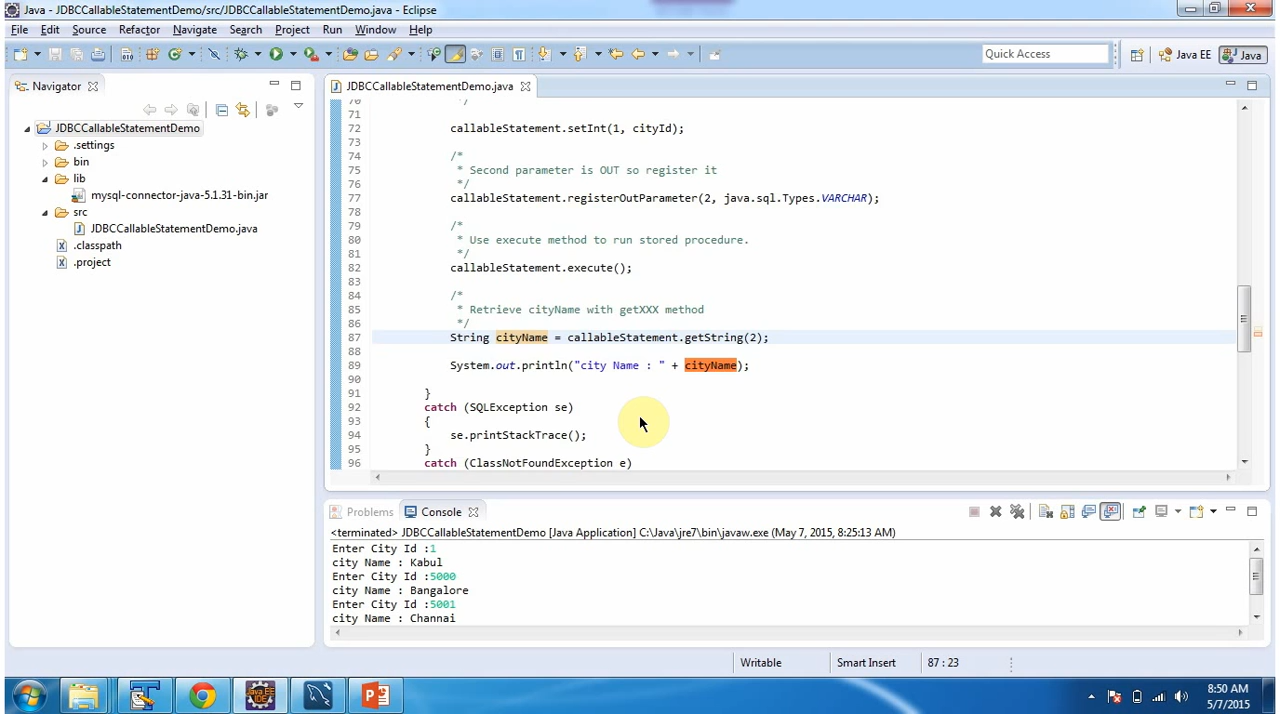 Java - JDBCCallableStatementDemo/src/JDBCCallableStatementDemo.java - Eclipse
File Edit Source Refactor Navigate Search Project Run Window Help
Quick Access Java EE Java
Navigator
JDBCCallableStatementDemo
.settings
bin
lib
mysql-connector-java-5.1.31-bin.jar
src
JDBCCallableStatementDemo.java
.classpath
.project
JDBCCallableStatementDemo.java
70 */
71
72 callableStatement.setInt(1, cityId);
73
74 /*
75 * Second parameter is OUT so register it
76 */
77 callableStatement.registerOutParameter(2, java.sql.Types.VARCHAR);
78
79 /*
80 * Use execute method to run stored procedure.
81 */
82 callableStatement.execute();
83
84 /*
85 * Retrieve cityName with getXXX method
86 */
87 String cityName = callableStatement.getString(2);
88
89 System.out.println("city Name : " + cityName);
90
91 }
92 catch (SQLException se)
93 {
94 se.printStackTrace();
95 }
96 catch (ClassNotFoundException e)
Problems Console
<terminated> JDBCCallableStatementDemo [Java Application] C:\Java\jre7\bin\javaw.exe (May 7, 2015, 8:25:13 AM)
Enter City Id :1
city Name : Kabul
Enter City Id :5000
city Name : Bangalore
Enter City Id :5001
city Name : Channai
Writable Smart Insert 87 : 23
Java EE
IDE
8:50 AM
5/7/2015